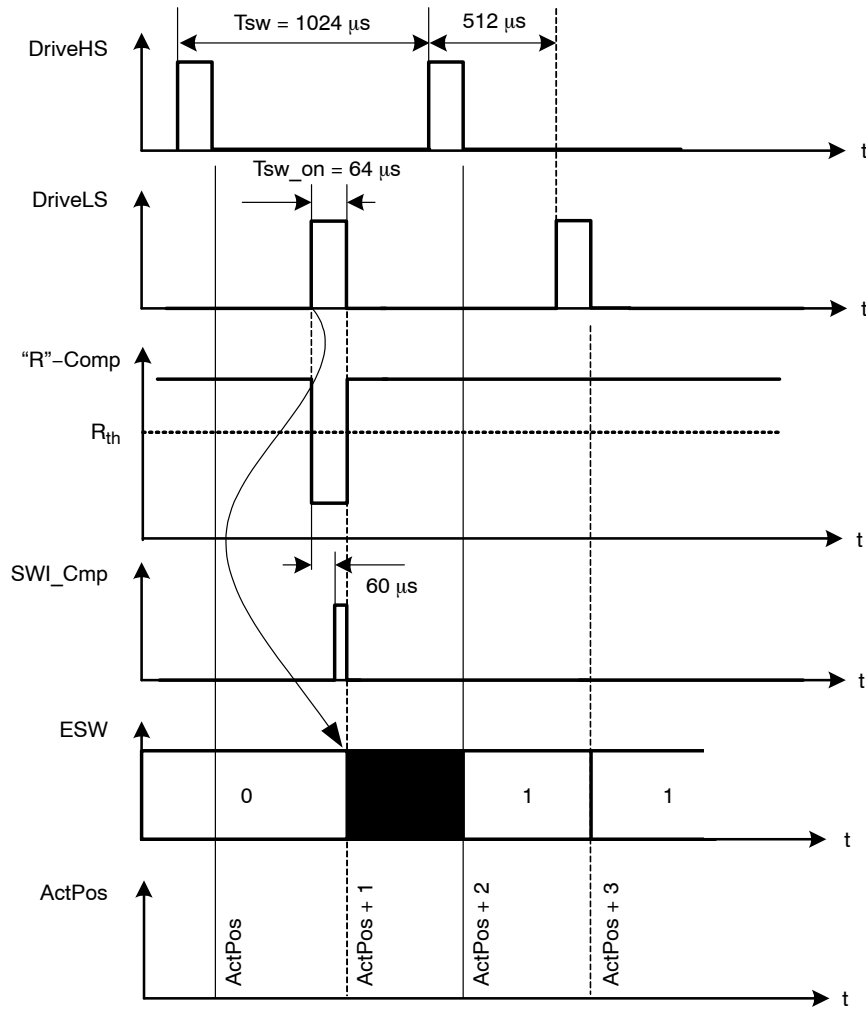 Tsw = 1024 μs
512 μs
DriveHS
t
Tsw_on = 64 μs
DriveLS
t
“R”−Comp
Rth
t
SWI_Cmp
60 μs
t
ESW
0
1
1
t
ActPos
ActPos
ActPos + 1
ActPos + 2
ActPos + 3
t